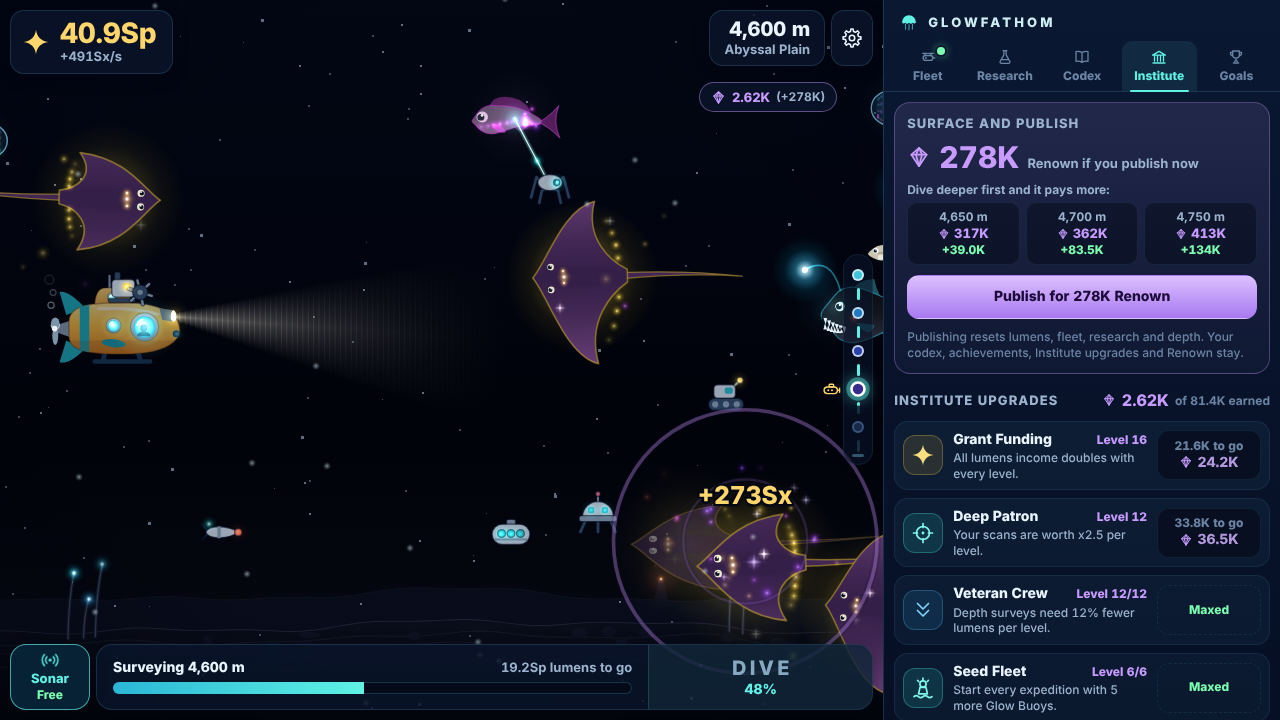 40.9Sp
+491Sx/s
4,600 m
Abyssal Plain
2.62K (+278K)
+273Sx
Sonar
Free
Surveying 4,600 m
19.2Sp lumens to go
DIVE
48%
GLOWFATHOM
Fleet
Research
Codex
Institute
Goals
SURFACE AND PUBLISH
278K Renown if you publish now
Dive deeper first and it pays more:
4,650 m
317K
+39.0K
4,700 m
362K
+83.5K
4,750 m
413K
+134K
Publish for 278K Renown
Publishing resets lumens, fleet, research and depth. Your
codex, achievements, Institute upgrades and Renown stay.
INSTITUTE UPGRADES
2.62K of 81.4K earned
Grant Funding
Level 16
All lumens income doubles with
every level.
21.6K to go
24.2K
Deep Patron
Level 12
Your scans are worth x2.5 per
level.
33.8K to go
36.5K
Veteran Crew
Level 12/12
Depth surveys need 12% fewer
lumens per level.
Maxed
Seed Fleet
Level 6/6
Start every expedition with 5
more Glow Buoys.
Maxed